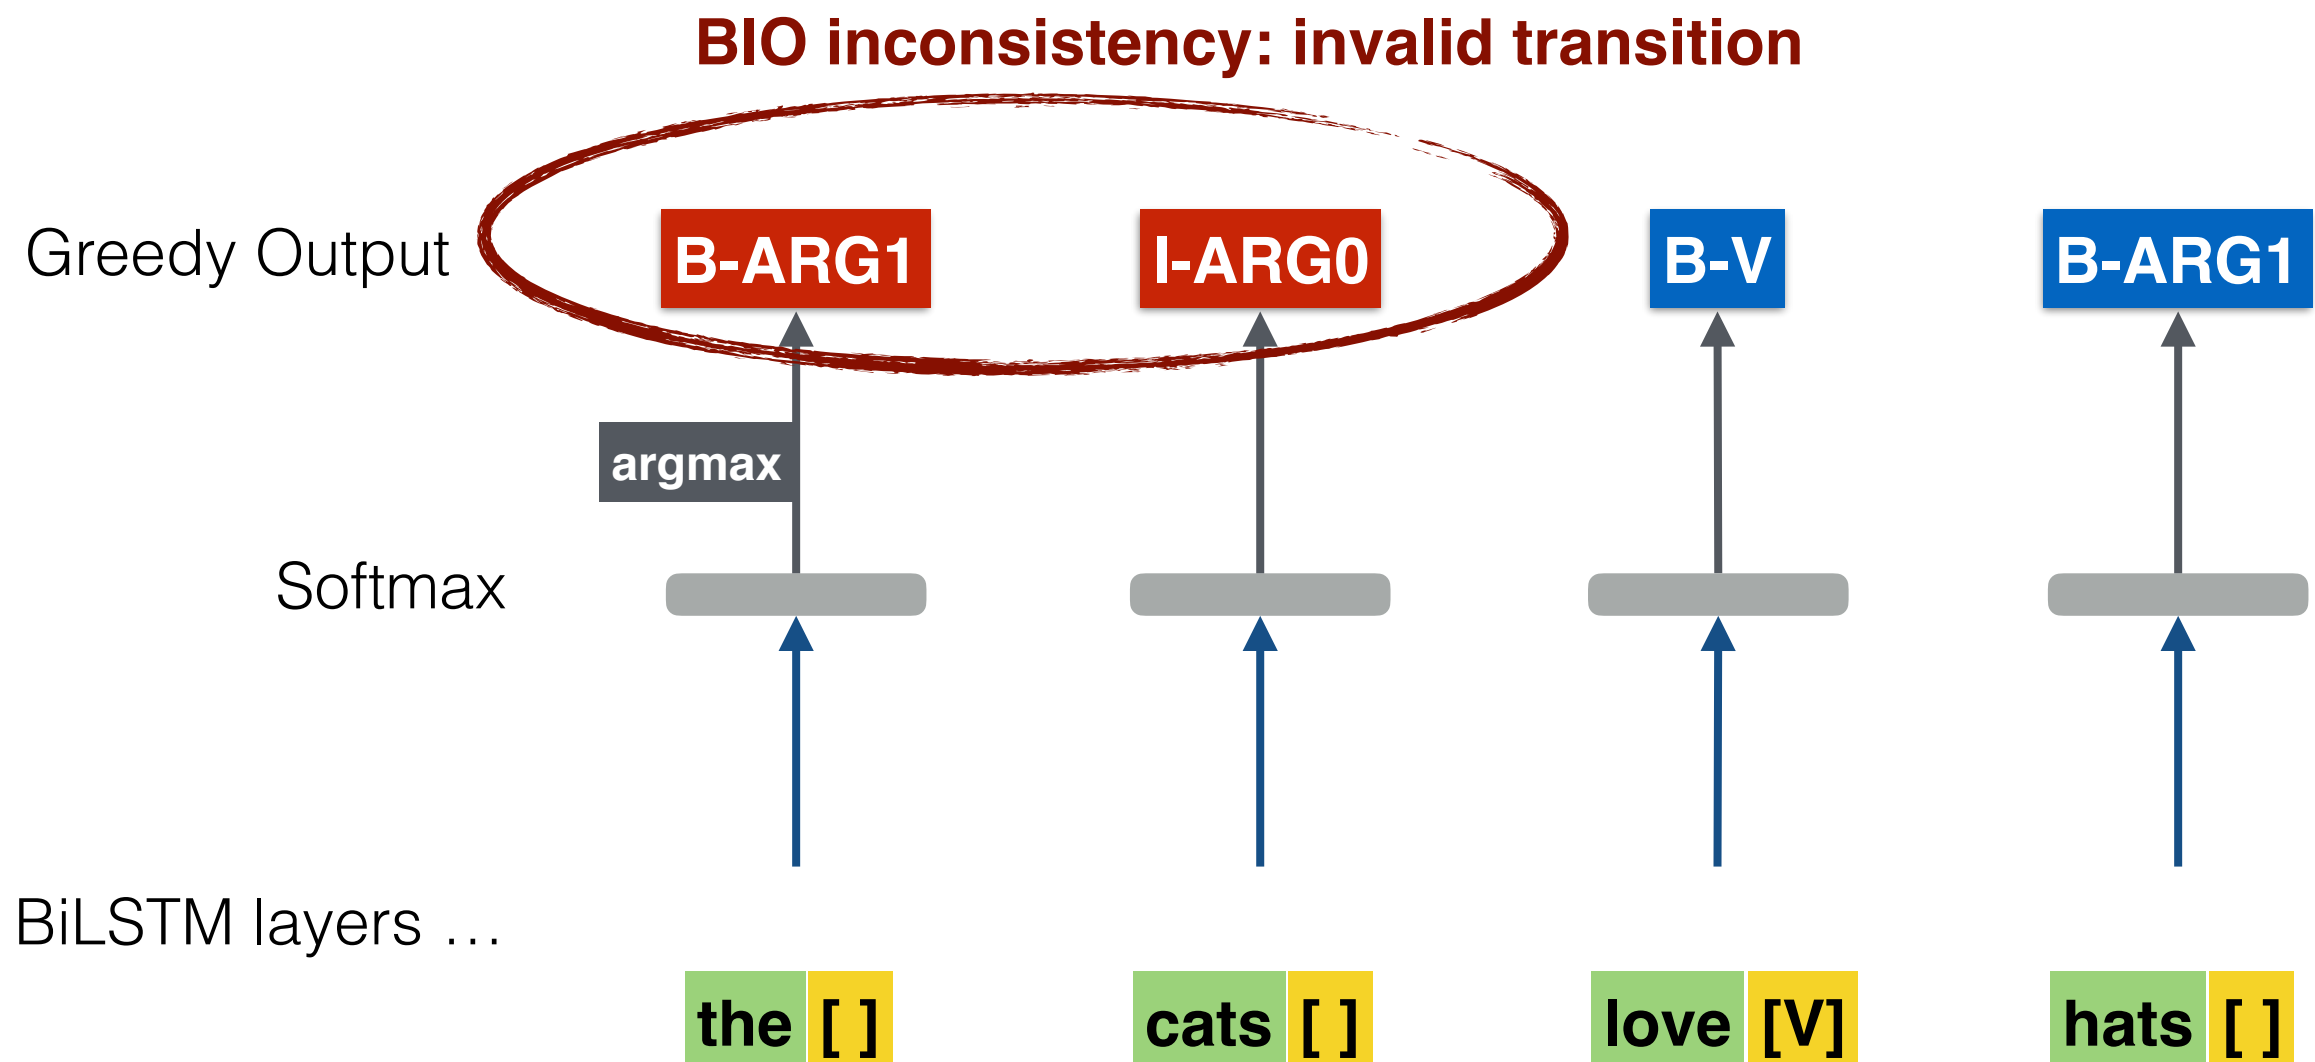 BIO inconsistency: invalid transition
Greedy Output B-ARG1 I-ARG0 B-V B-ARG1
argmax
Softmax
BiLSTM layers …
the [ ] cats [ ] love [V] hats [ ]